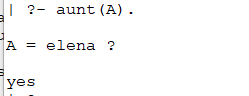 | ?- aunt(A).
A = elena ?
yes